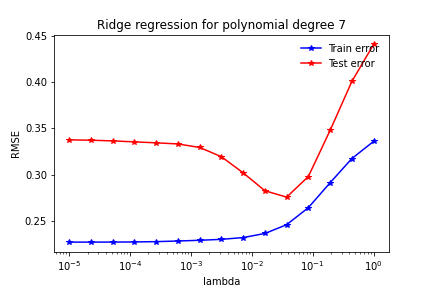 Ridge regression for polynomial degree 7
0.45
0.40
0.35
0.30
0.25
RMSE
Train error
Test error
10⁻⁵
10⁻⁴
10⁻³
10⁻²
10⁻¹
10⁰
lambda